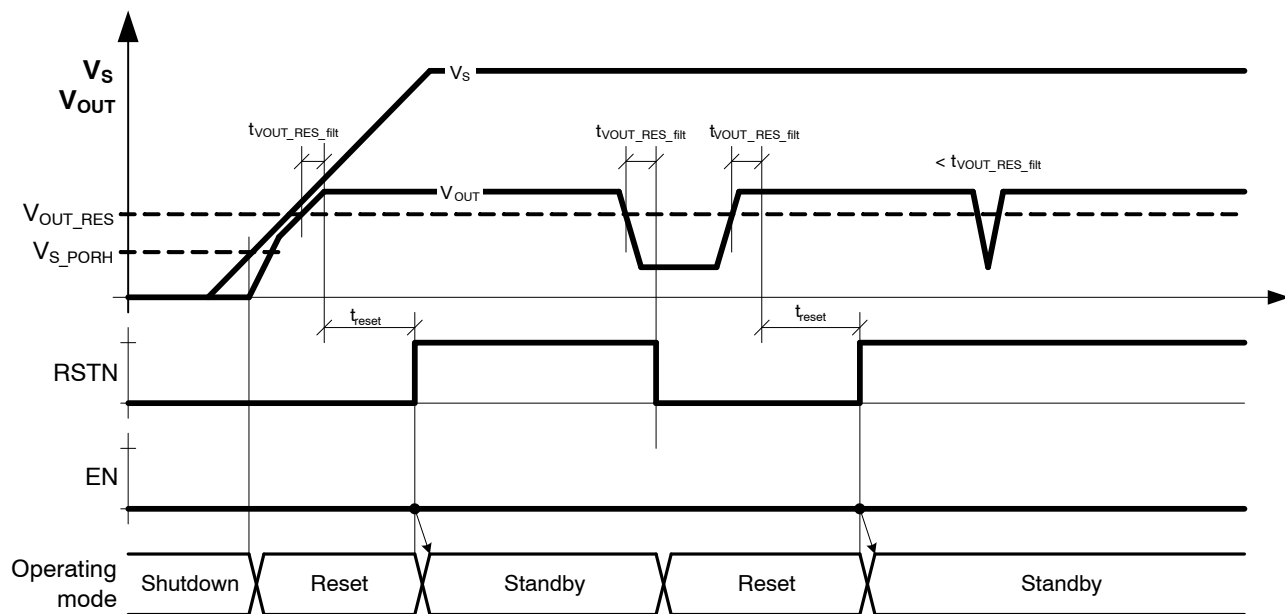 V_S
V_OUT
V_S
t_VOUT_RES_filt
t_VOUT_RES_filt
t_VOUT_RES_filt
< t_VOUT_RES_filt
V_OUT
V_OUT_RES
V_S_PORH
t_reset
t_reset
RSTN
EN
Operating
mode
Shutdown
Reset
Standby
Reset
Standby